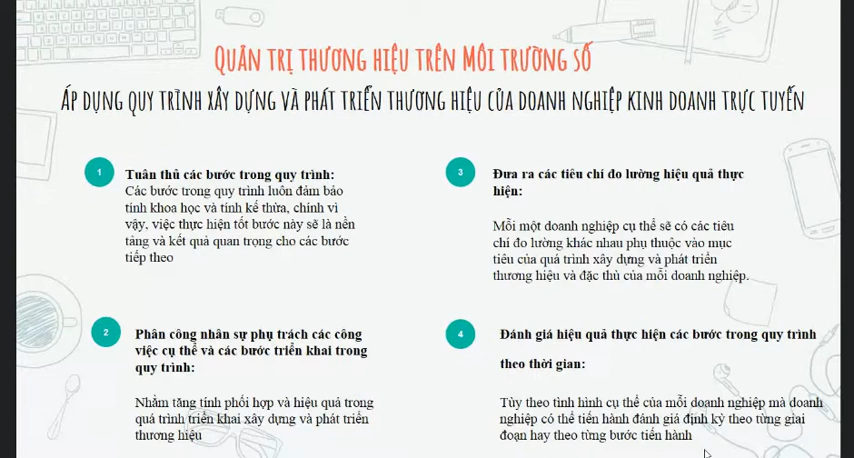 QUẢN TRỊ THƯƠNG HIỆU TRÊN MÔI TRƯỜNG SỐ
ÁP DỤNG QUY TRÌNH XÂY DỰNG VÀ PHÁT TRIỂN THƯƠNG HIỆU CỦA DOANH NGHIỆP KINH DOANH TRỰC TUYẾN
1
Tuân thủ các bước trong quy trình:
Các bước trong quy trình luôn đảm bảo
tính khoa học và tính kế thừa, chính vì
vậy, việc thực hiện tốt bước này sẽ là nền
tảng và kết quả quan trọng cho các bước
tiếp theo
2
Phân công nhân sự phụ trách các công
việc cụ thể và các bước triển khai trong
quy trình:
Nhằm tăng tính phối hợp và hiệu quả trong
quá trình triển khai xây dựng và phát triển
thương hiệu
3
Đưa ra các tiêu chí đo lường hiệu quả thực
hiện:
Mỗi một doanh nghiệp cụ thể sẽ có các tiêu
chí đo lường khác nhau phụ thuộc vào mục
tiêu của quá trình xây dựng và phát triển
thương hiệu và đặc thù của mỗi doanh nghiệp.
4
Đánh giá hiệu quả thực hiện các bước trong quy trình
theo thời gian:
Tùy theo tình hình cụ thể của mỗi doanh nghiệp mà doanh
nghiệp có thể tiến hành đánh giá định kỳ theo từng giai
đoạn hay theo từng bước tiến hành